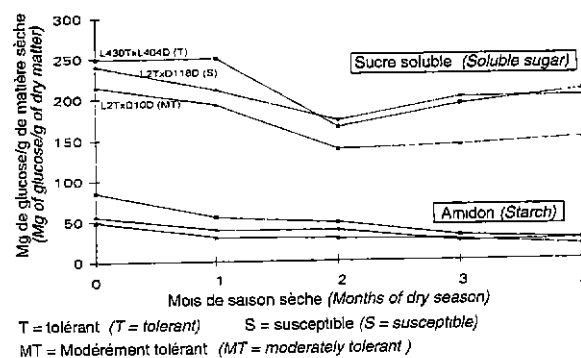 Mg de glucose/g de matière sèche
(Mg of glucose/g of dry matter)
300
250
200
150
100
50
0
L430TxL404D (T)
L2TxD118D (S)
L2TxD10D (MT)
Sucre soluble (Soluble sugar)
Amidon (Starch)
0 1 2 3
Mois de saison sèche (Months of dry season)
T = tolérant (T = tolerant) S = susceptible (S = susceptible)
MT = Modérément tolérant (MT = moderately tolerant )